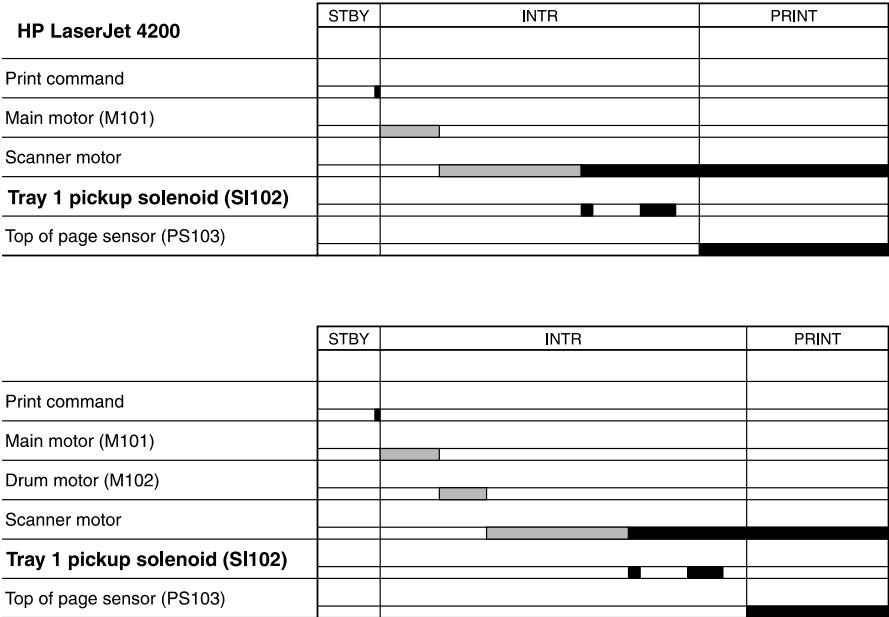 HP LaserJet 4200
STBY INTR PRINT
Print command
Main motor (M101)
Scanner motor
Tray 1 pickup solenoid (Sl102)
Top of page sensor (PS103)
STBY INTR PRINT
Print command
Main motor (M101)
Drum motor (M102)
Scanner motor
Tray 1 pickup solenoid (Sl102)
Top of page sensor (PS103)